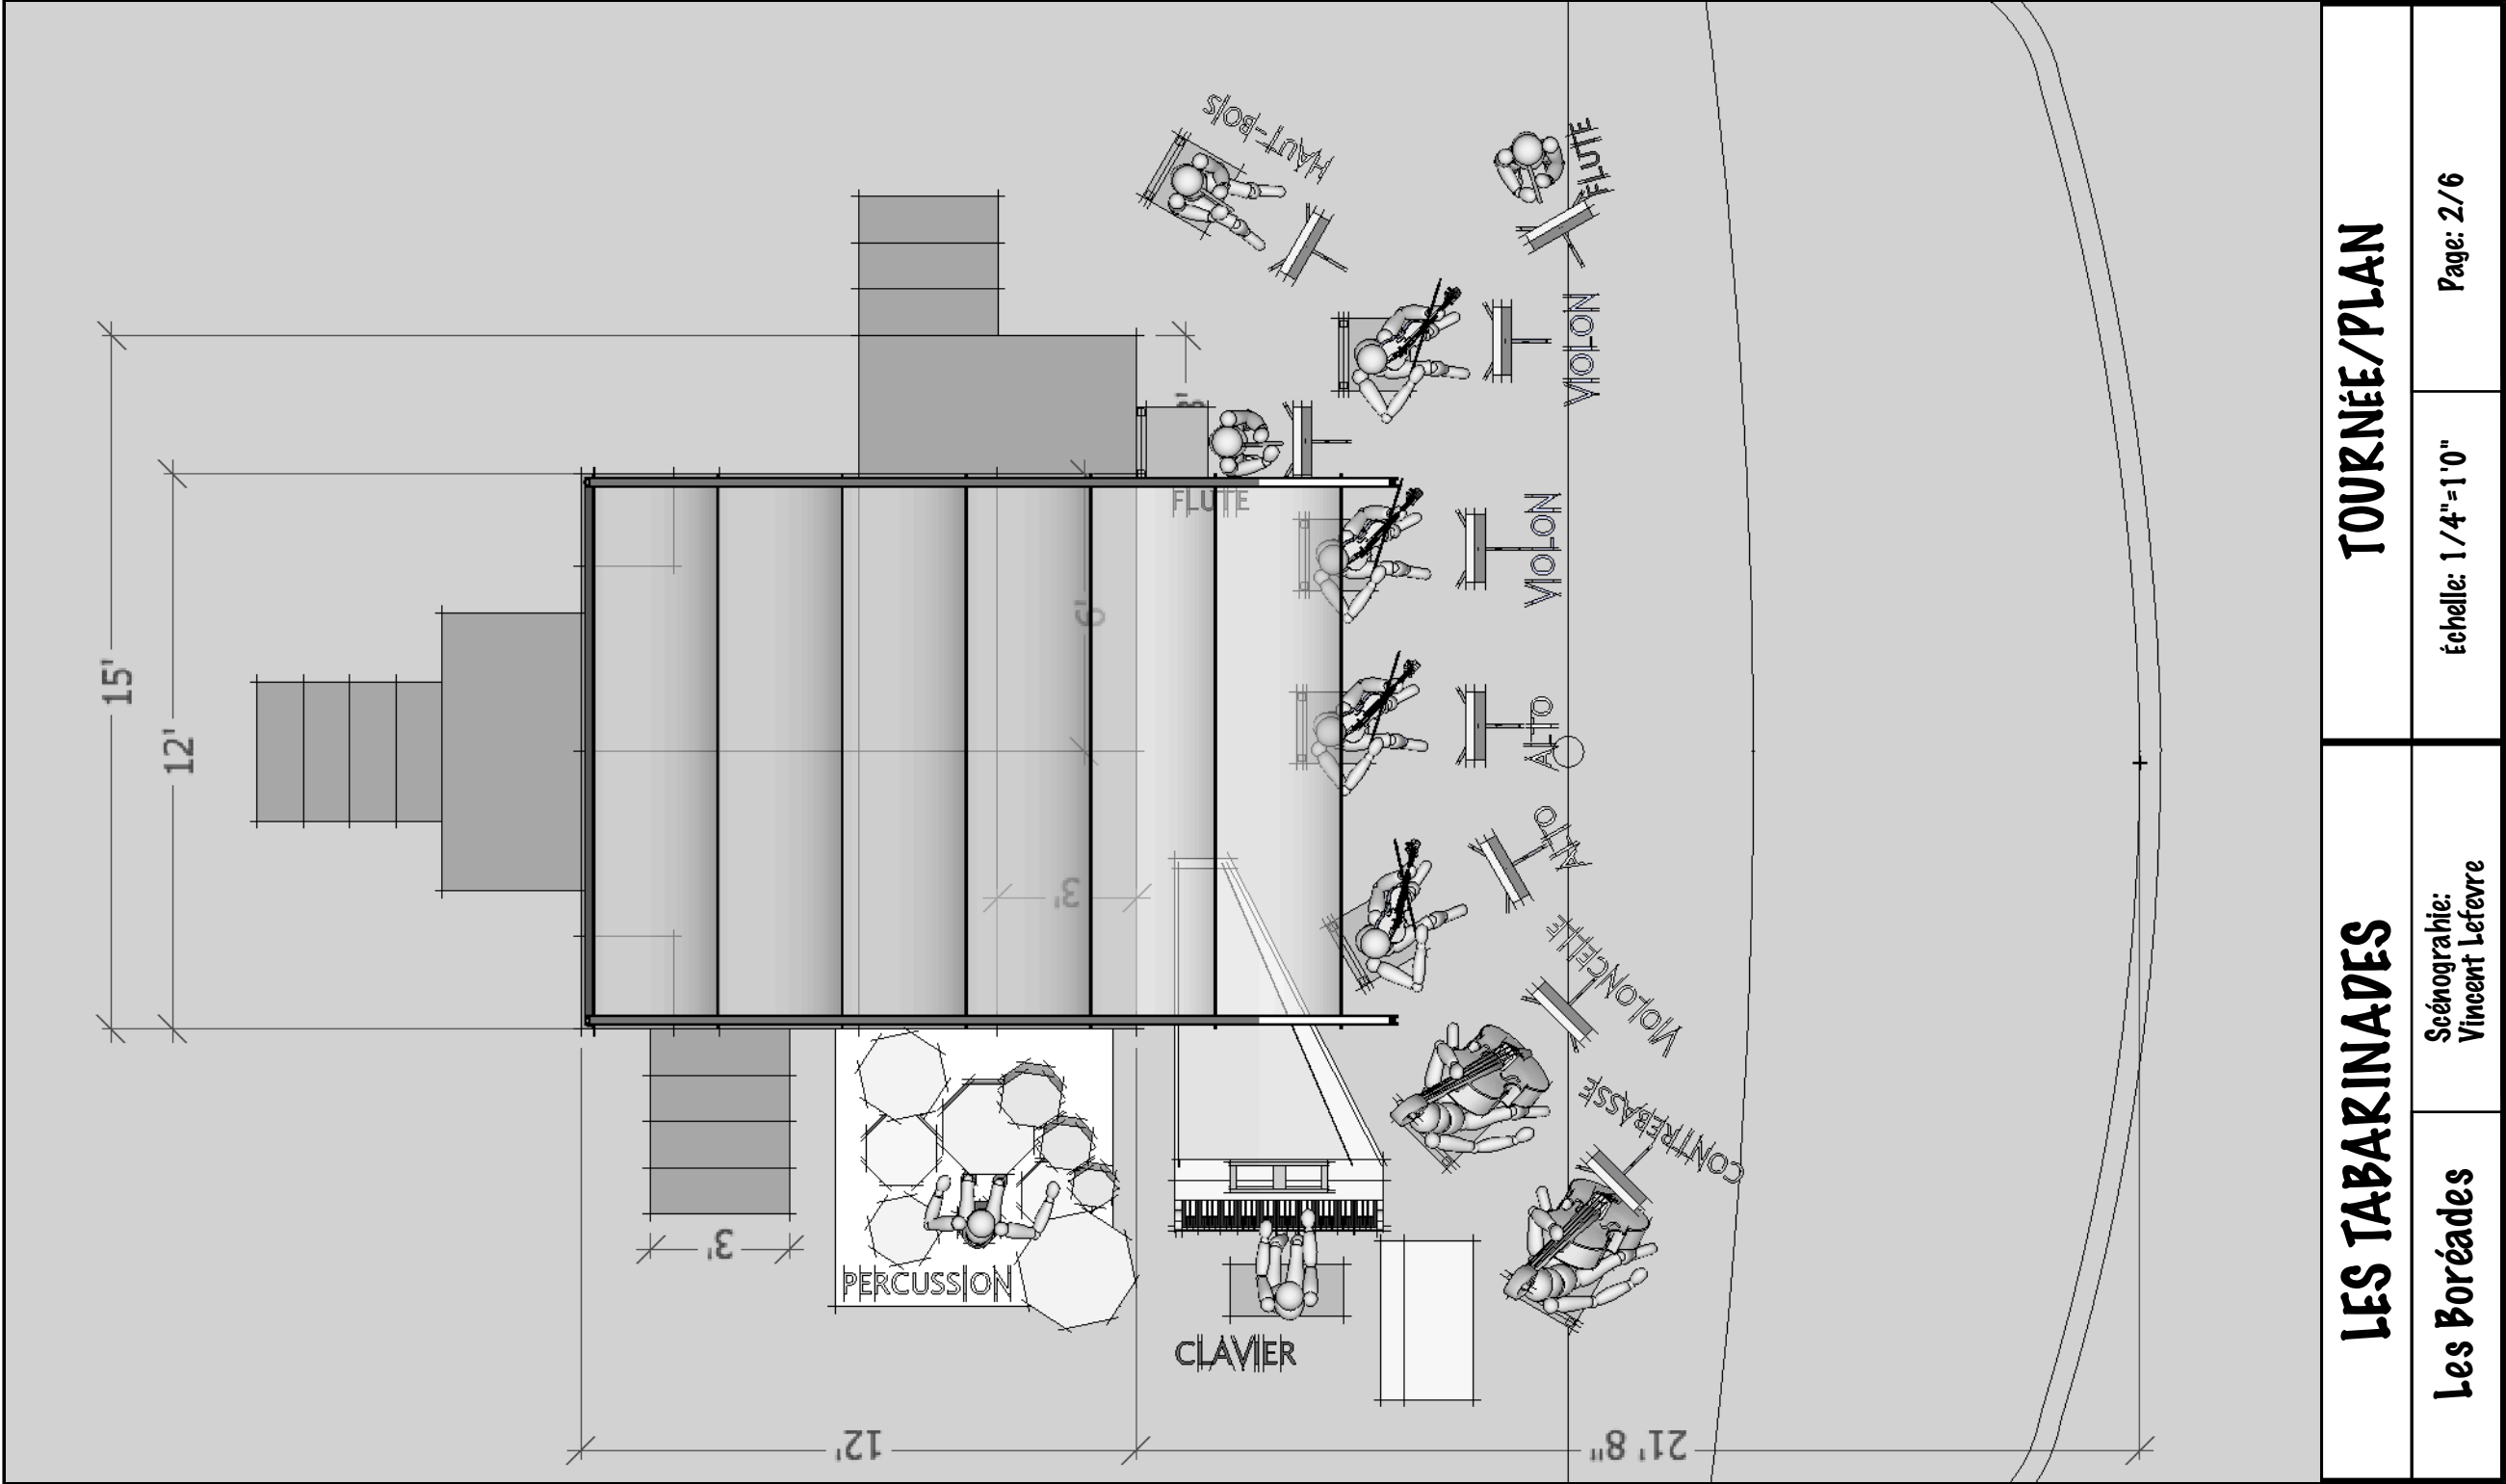 HAUT-BOIS
FLUTE
VIOLON
3'
FLUTE
VIOLON
6'
15'
12'
ALTO
ALTO
3'
VIOLONCELLE
CONTREBASSE
3'
PERCUSSION
CLAVIER
12'
21' 8"
TOURNÉE/PLAN
Page: 2/6
Échelle: 1/4"=1'0"
LES TABARINADES
Scénograhie:
Vincent Lefevre
Les Boréades